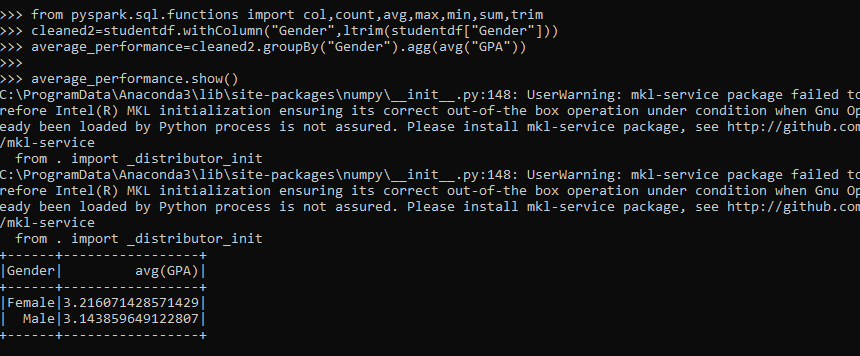 >>> from pyspark.sql.functions import col,count,avg,max,min,sum,trim
>>> cleaned2=studentdf.withColumn("Gender",ltrim(studentdf["Gender"]))
>>> average_performance=cleaned2.groupBy("Gender").agg(avg("GPA"))
>>>
>>> average_performance.show()
C:\ProgramData\Anaconda3\lib\site-packages\numpy\__init__.py:148: UserWarning: mkl-service package failed to
refore Intel(R) MKL initialization ensuring its correct out-of-the box operation under condition when Gnu Op
eady been loaded by Python process is not assured. Please install mkl-service package, see http://github.com
/mkl-service
  from . import _distributor_init
C:\ProgramData\Anaconda3\lib\site-packages\numpy\__init__.py:148: UserWarning: mkl-service package failed to
refore Intel(R) MKL initialization ensuring its correct out-of-the box operation under condition when Gnu Op
eady been loaded by Python process is not assured. Please install mkl-service package, see http://github.com
/mkl-service
  from . import _distributor_init
+------+-----------------+
|Gender|         avg(GPA)|
+------+-----------------+
|Female|3.216071428571429|
|  Male|3.143859649122807|
+------+-----------------+